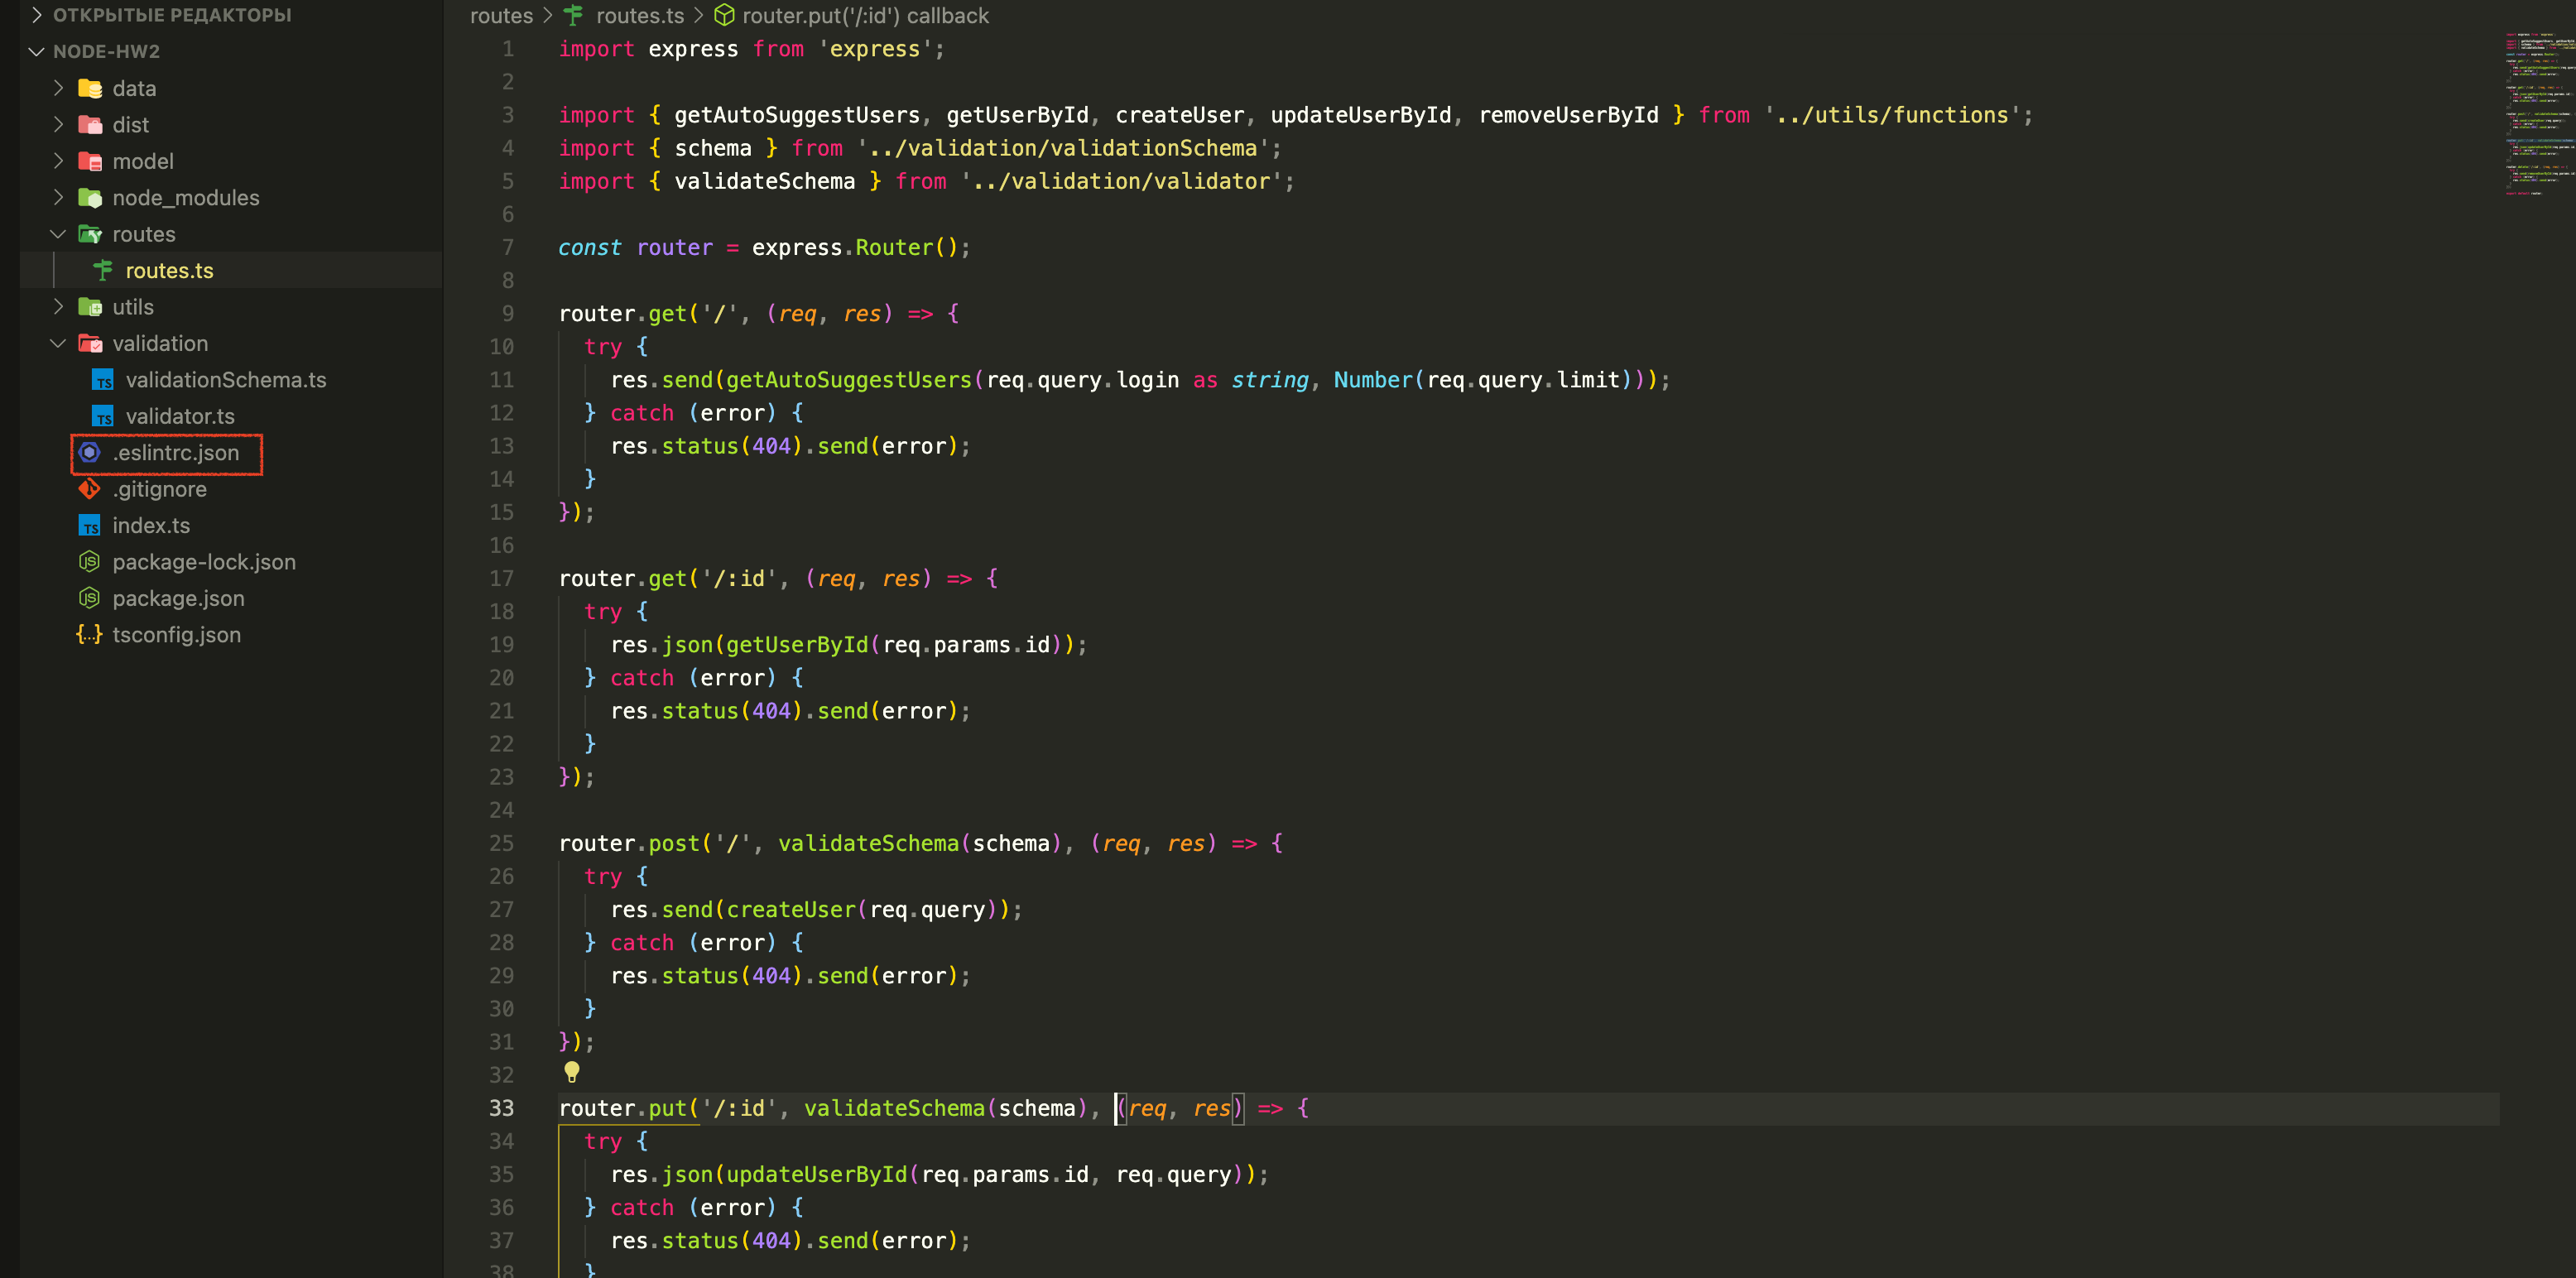 ОТКРЫТЫЕ РЕДАКТОРЫ
NODE-HW2
data
dist
model
node_modules
routes
routes.ts
utils
validation
TS validationSchema.ts
TS validator.ts
.eslintrc.json
.gitignore
TS index.ts
JS package-lock.json
JS package.json
{...} tsconfig.json
routes > routes.ts > router.put('/:id') callback
1 import express from 'express';
2
3 import { getAutoSuggestUsers, getUserById, createUser, updateUserById, removeUserById } from '../utils/functions';
4 import { schema } from '../validation/validationSchema';
5 import { validateSchema } from '../validation/validator';
6
7 const router = express.Router();
8
9 router.get('/', (req, res) => {
10 try {
11 res.send(getAutoSuggestUsers(req.query.login as string, Number(req.query.limit)));
12 } catch (error) {
13 res.status(404).send(error);
14 }
15 });
16
17 router.get('/:id', (req, res) => {
18 try {
19 res.json(getUserById(req.params.id));
20 } catch (error) {
21 res.status(404).send(error);
22 }
23 });
24
25 router.post('/', validateSchema(schema), (req, res) => {
26 try {
27 res.send(createUser(req.query));
28 } catch (error) {
29 res.status(404).send(error);
30 }
31 });
32
33 router.put('/:id', validateSchema(schema), (req, res) => {
34 try {
35 res.json(updateUserById(req.params.id, req.query));
36 } catch (error) {
37 res.status(404).send(error);
38 }